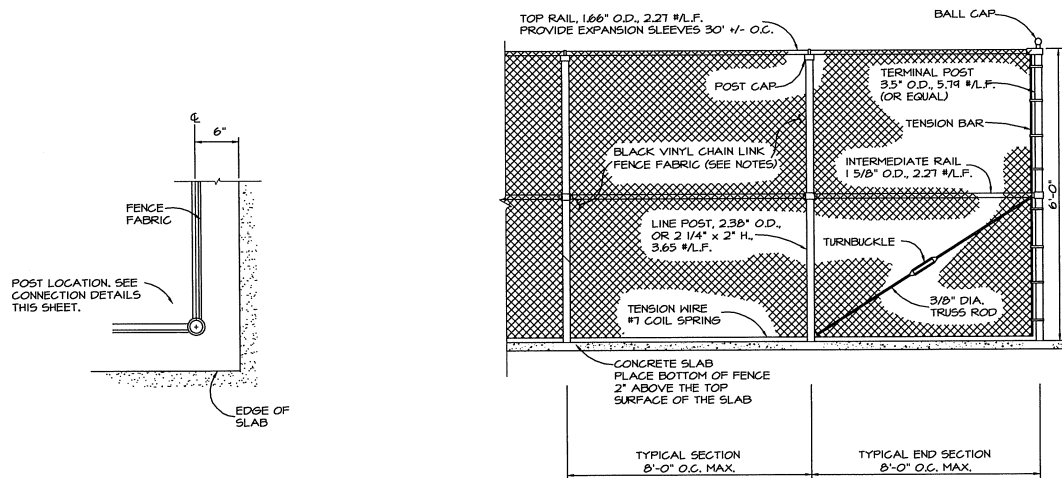 ℄
6"
FENCE
FABRIC
POST LOCATION. SEE
CONNECTION DETAILS
THIS SHEET.
EDGE OF
SLAB
TOP RAIL, 1.66" O.D., 2.27 #/L.F.
PROVIDE EXPANSION SLEEVES 30' +/- O.C.
BALL CAP
POST CAP
TERMINAL POST
3.5" O.D., 5.79 #/L.F.
(OR EQUAL)
TENSION BAR
BLACK VINYL CHAIN LINK
FENCE FABRIC (SEE NOTES)
INTERMEDIATE RAIL
1 5/8" O.D., 2.27 #/L.F.
6'-0"
LINE POST, 2.38" O.D.,
OR 2 1/4" x 2" H.,
3.65 #/L.F.
TURNBUCKLE
TENSION WIRE
#7 COIL SPRING
3/8" DIA.
TRUSS ROD
CONCRETE SLAB
PLACE BOTTOM OF FENCE
2" ABOVE THE TOP
SURFACE OF THE SLAB
TYPICAL SECTION
8'-0" O.C. MAX.
TYPICAL END SECTION
8'-0" O.C. MAX.